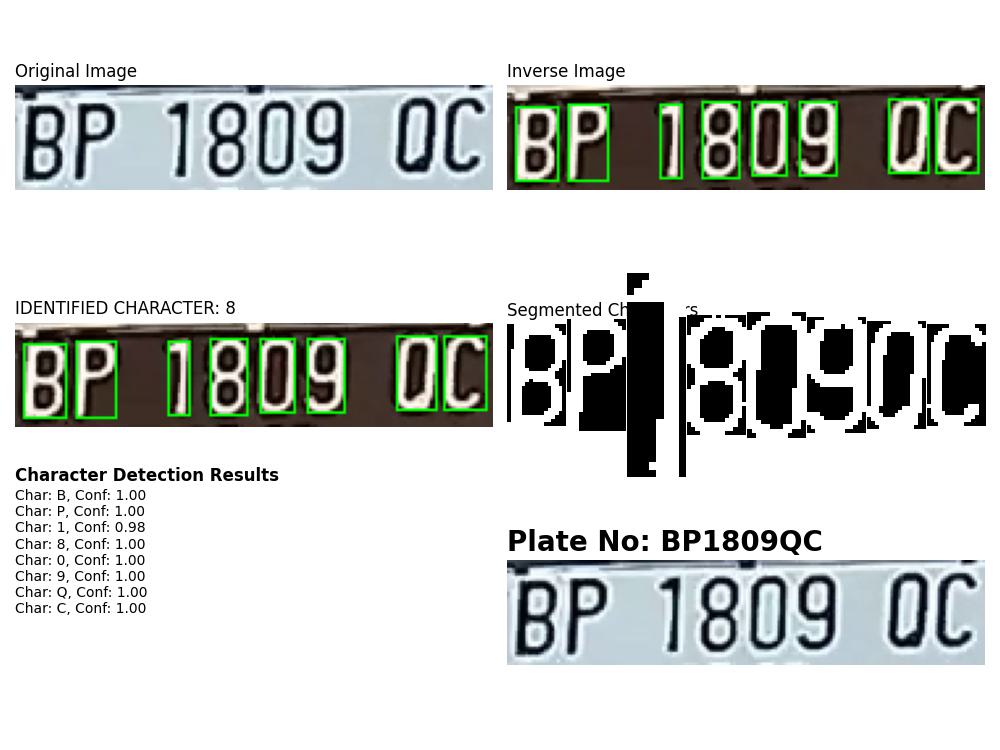 Original Image
BP 1809 QC
Inverse Image
BP 1809 QC
IDENTIFIED CHARACTER: 8
BP 1809 QC
Segmented Ch rs
BP1809QC
Character Detection Results
Char: B, Conf: 1.00
Char: P, Conf: 1.00
Char: 1, Conf: 0.98
Char: 8, Conf: 1.00
Char: 0, Conf: 1.00
Char: 9, Conf: 1.00
Char: Q, Conf: 1.00
Char: C, Conf: 1.00
Plate No: BP1809QC
BP 1809 QC